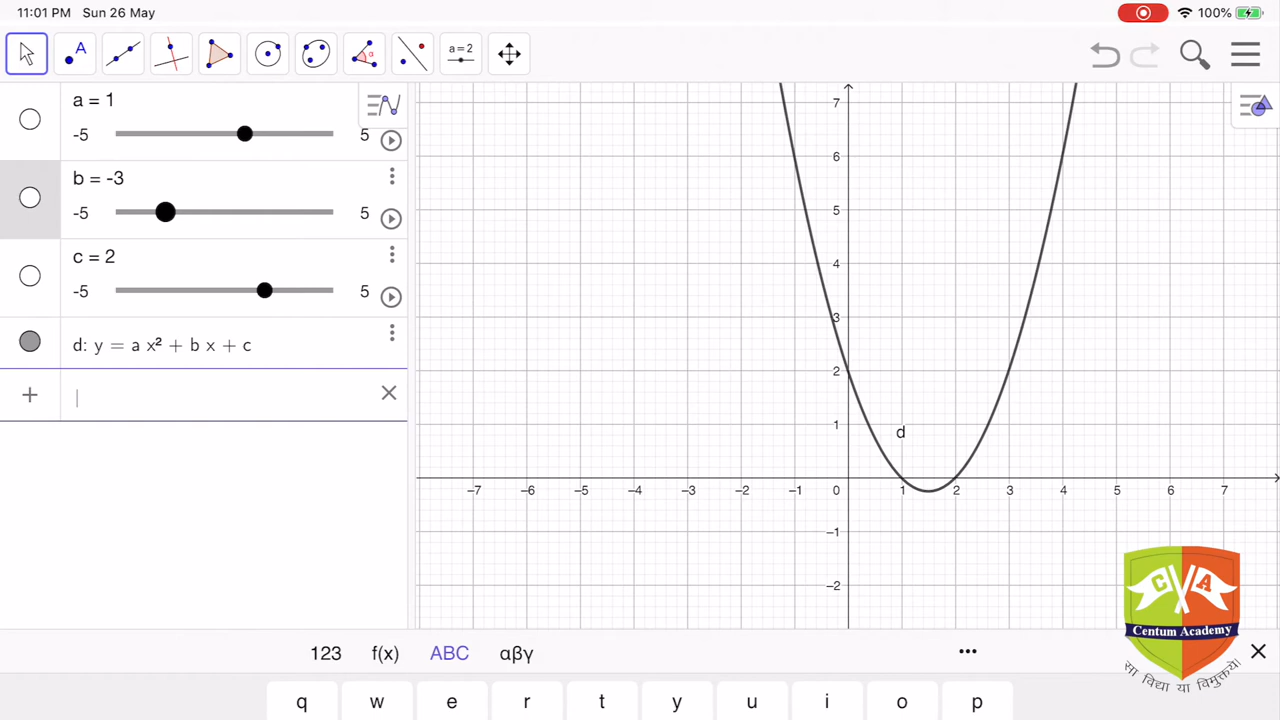 11:01 PM Sun 26 May 100%
A a = 2
a = 1
-5 5
b = -3
-5 5
c = 2
-5 5
d: y = a x² + b x + c
7
6
5
4
3
2
1
d
−7 −6 −5 −4 −3 −2 −1 0 1 2 3 4 5 6 7
−1
−2
C A
Centum Academy
सा विद्या या विमुक्तये।
123 f(x) ABC αβγ •••
q w e r t y u i o p